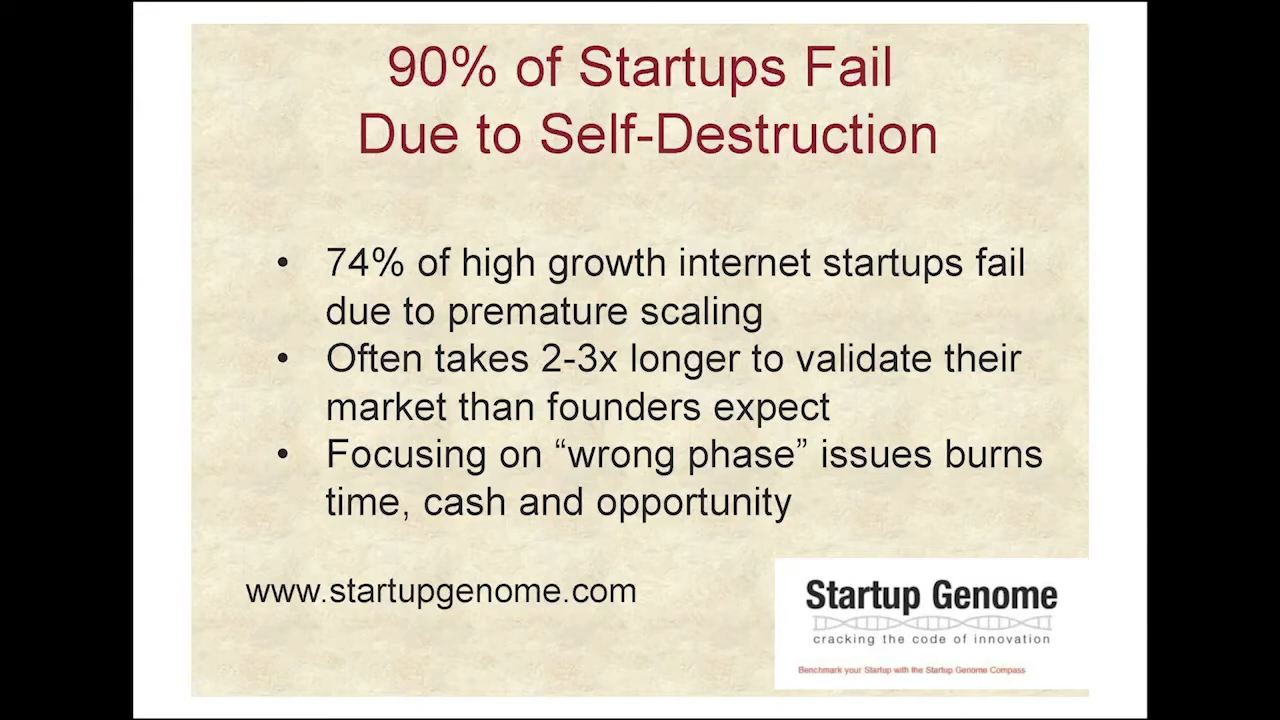 90% of Startups Fail
Due to Self-Destruction
• 74% of high growth internet startups fail
due to premature scaling
• Often takes 2-3x longer to validate their
market than founders expect
• Focusing on “wrong phase” issues burns
time, cash and opportunity
www.startupgenome.com
Startup Genome
cracking the code of innovation
Benchmark your Startup with the Startup Genome Compass